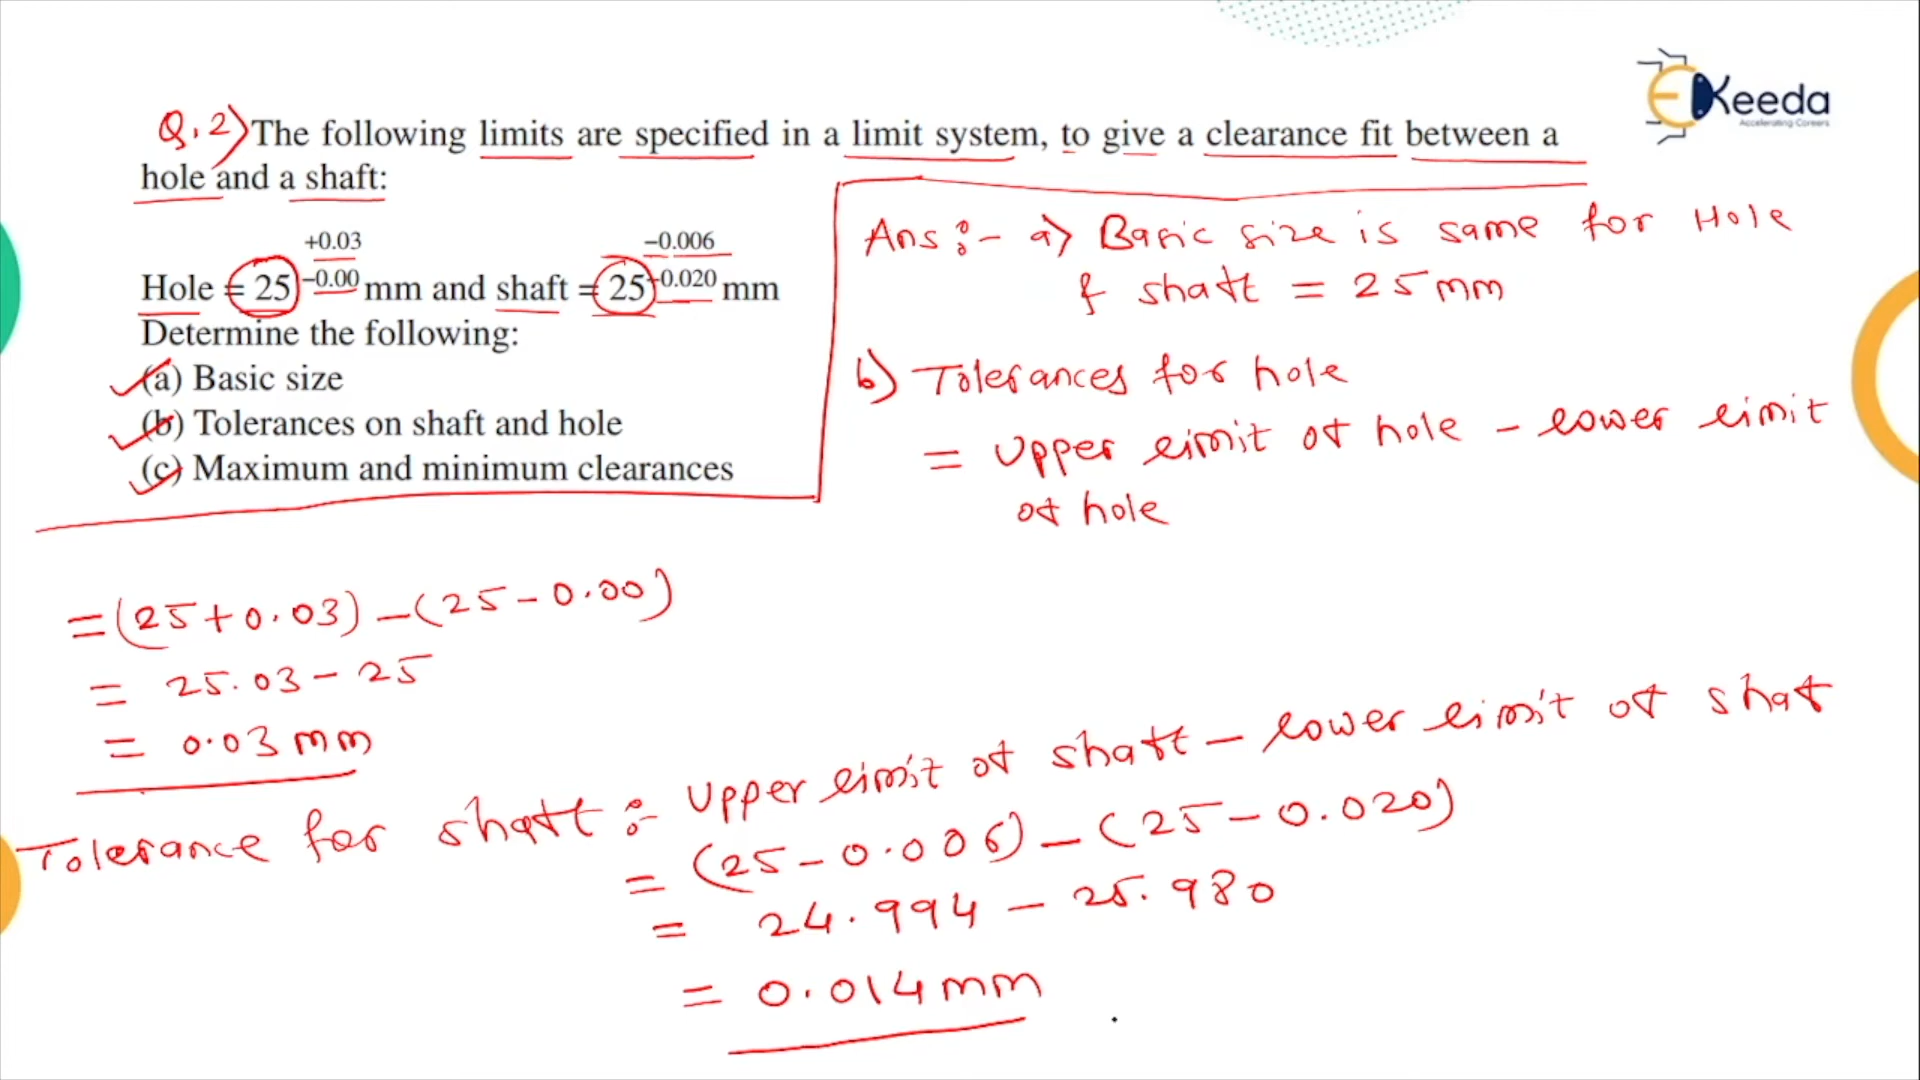 EKeeda
Accelerating Careers
Q.2) The following limits are specified in a limit system, to give a clearance fit between a
hole and a shaft:
+0.03 −0.006
Hole = 25 −0.00 mm and shaft = 25 −0.020 mm
Determine the following:
(a) Basic size
(b) Tolerances on shaft and hole
(c) Maximum and minimum clearances
Ans :- a) Basic size is same for Hole
& shaft = 25 mm
b) Tolerances for hole
= Upper limit of hole - lower limit
of hole
= (25+0.03) - (25-0.00)
= 25.03 - 25
= 0.03 mm
Tolerance for shaft :- Upper limit of shaft - lower limit of shaf
= (25-0.006) - (25-0.020)
= 24.994 - 25.980
= 0.014 mm